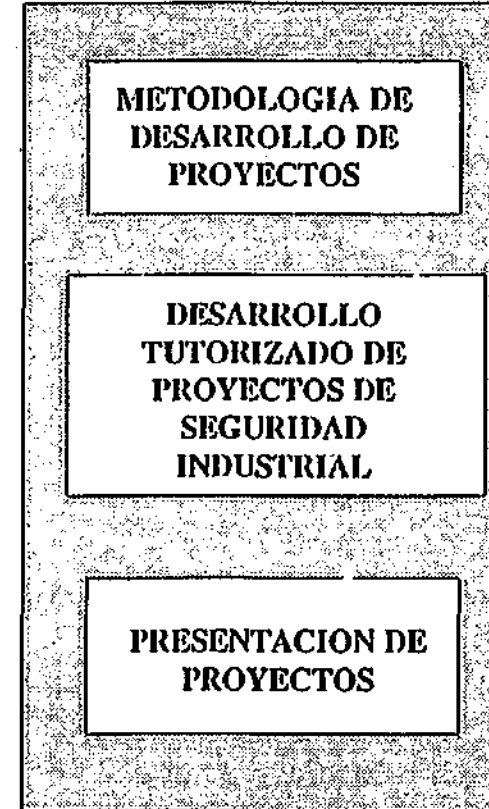 METODOLOGIA DE
DESARROLLO DE
PROYECTOS
DESARROLLO
TUTORIZADO DE
PROYECTOS DE
SEGURIDAD
INDUSTRIAL
PRESENTACION DE
PROYECTOS